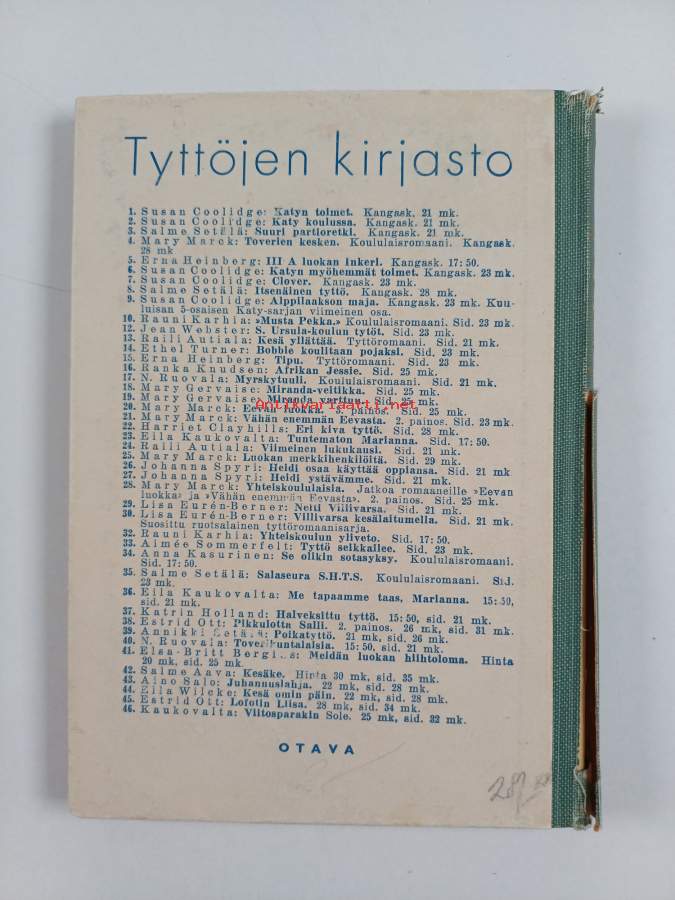 Tyttöjen kirjasto
1. Susan Coolidge: Katyn toimet. Kangask. 21 mk.
2. Susan Coolidge: Katy koulussa. Kangask. 21 mk.
3. Salme Setälä: Suuri partioretki. Kangask. 21 mk.
4. Mary Marck: Toverien kesken. Koululaisromaani. Kangask.
28 mk
5. Erna Heinberg: III A luokan inkeri. Kangask. 17:50.
6. Susan Coolidge: Katyn myöhemmät toimet. Kangask. 23 mk.
7. Susan Coolidge: Clover. Kangask. 23 mk.
8. Salme Setälä: Itsenäinen tyttö. Kangask. 28 mk.
9. Susan Coolidge: Alppilaakson maja. Kangask. 23 mk. Kuu-
luisan 5-osaisen Katy-sarjan viimeinen osa.
10. Rauni Karhia: »Musta Pekka.» Koululaisromaani. Sid. 23 mk.
12. Jean Webster: S. Ursula-koulun tytöt. Sid. 23 mk.
13. Raili Autiala: Kesä yllättää. Tyttöromaani. Sid. 21 mk.
14. Ethel Turner: Bobbie koulitaan pojaksi. Sid. 23 mk.
15. Erna Heinberg: Tipu. Tyttöromaani. Sid. 23 mk.
16. Ranka Knudsen: Afrikan Jessie. Sid. 25 mk.
17. N. Ruovala: Myrskytuuli. Koululaisromaani. Sid. 21 mk.
18. Mary Gervaise: Miranda-veitikka. Sid. 25 mk.
19. Mary Gervaise: Miranda varttuu. Sid. 25 mk.
20. Mary Marck: Eevan luokka. 3. painos. Sid. 25 mk.
21. Mary Marck: Vähän enemmän Eevasta. 2. painos. Sid. 23 mk.
22. Harriet Clayhills: Eri kiva tyttö. Sid. 28 mk.
23. Eila Kaukovalta: Tuntematon Marianna. Sid. 17:50.
24. Raili Autiala: Viimeinen lukukausi. Sid. 21 mk.
25. Mary Marck: Luokan merkkihenkilöitä. Sid. 29 mk.
26. Johanna Spyri: Heidi osaa käyttää oppiansa. Sid. 21 mk
27. Johanna Spyri: Heidi ystävämme. Sid. 21 mk.
28. Mary Marck: Yhteiskoululaisia. Jatkoa romaaneille »Eevan
luokka» ja »Vähän enemmän Eevasta». 2. painos. Sid. 25 mk.
29. Lisa Eurén-Berner: Neiti Villivarsa. Sid. 21 mk.
30. Lisa Eurén-Berner: Villivarsa kesälaitumella. Sid. 21 mk.
Suosittu ruotsalainen tyttöromaanisarja.
32. Rauni Karhia: Yhteiskoulun yliveto. Sid. 17:50.
33. Aimée Sommerfelt: Tyttö seikkailee. Sid. 23 mk.
34. Anna Kasurinen: Se olikin sotasyksy. Koululaisromaani.
Sid. 17:50.
35. Salme Setälä: Salaseura S.H.T.S. Koululaisromaani. Sid.
23 mk.
36. Eila Kaukovalta: Me tapaamme taas, Marianna. 15:50,
sid. 21 mk.
37. Katrin Holland: Halveksittu tyttö. 15:50, sid. 21 mk.
38. Estrid Ott: Pikkulotta Salli. 2. painos. 26 mk, sid. 31 mk.
39. Annikki Setälä: Poikatyttö. 21 mk, sid. 26 mk.
40. N. Ruovala: Toverikuntalaisia. 15:50, sid. 21 mk.
41. Elsa-Britt Bergius: Meidän luokan hiihtoloma. Hinta
20 mk, sid. 25 mk.
42. Salme Aava: Kesäke. Hinta 30 mk, sid. 35 mk.
43. Aino Salo: Juhannuslahja. 22 mk, sid. 28 mk.
44. Ella Wilcke: Kesä omin päin. 22 mk, sid. 28 mk.
45. Estrid Ott: Lofotin Liisa. 28 mk, sid. 34 mk.
46. Kaukovalta: Viitosparakin Sole. 25 mk, sid. 32 mk.
OTAVA
Antikvariaatti.net